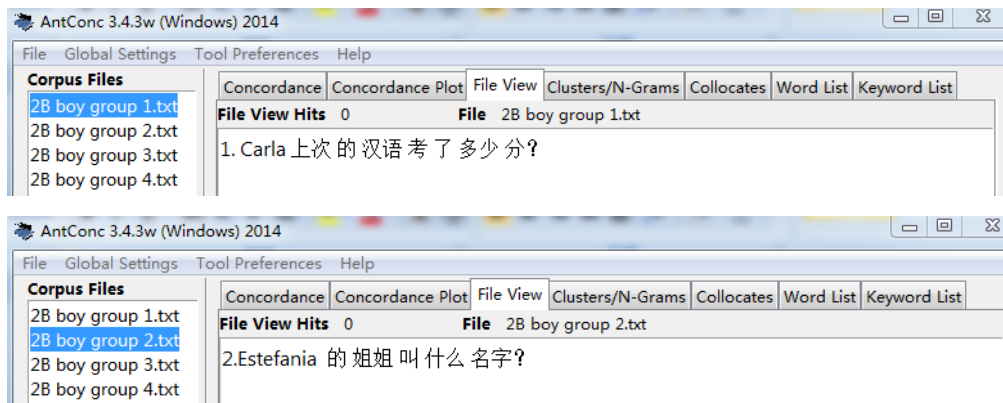 AntConc 3.4.3w (Windows) 2014
File Global Settings Tool Preferences Help
Corpus Files
Concordance Concordance Plot File View Clusters/N-Grams Collocates Word List Keyword List
2B boy group 1.txt
File View Hits 0 File 2B boy group 1.txt
2B boy group 2.txt
1. Carla 上次 的 汉语 考 了 多少 分?
2B boy group 3.txt
2B boy group 4.txt
AntConc 3.4.3w (Windows) 2014
File Global Settings Tool Preferences Help
Corpus Files
Concordance Concordance Plot File View Clusters/N-Grams Collocates Word List Keyword List
2B boy group 1.txt
File View Hits 0 File 2B boy group 2.txt
2B boy group 2.txt
2.Estefania 的 姐姐 叫 什么 名字?
2B boy group 3.txt
2B boy group 4.txt